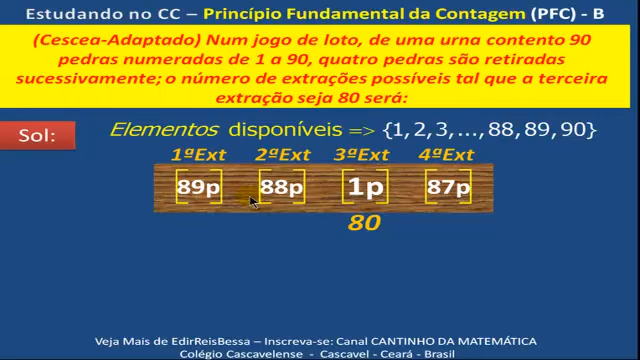 Estudando no CC – Princípio Fundamental da Contagem (PFC) - B
(Cescea-Adaptado) Num jogo de loto, de uma urna contento 90
pedras numeradas de 1 a 90, quatro pedras são retiradas
sucessivamente; o número de extrações possíveis tal que a terceira
extração seja 80 será:
Sol:
Elementos disponíveis => {1, 2, 3, ..., 88, 89, 90}
1ªExt 2ªExt 3ªExt 4ªExt
[89p] [88p] [1p] [87p]
80
Veja Mais de EdirReisBessa – Inscreva-se: Canal CANTINHO DA MATEMÁTICA
Colégio Cascavelense - Cascavel - Ceará - Brasil